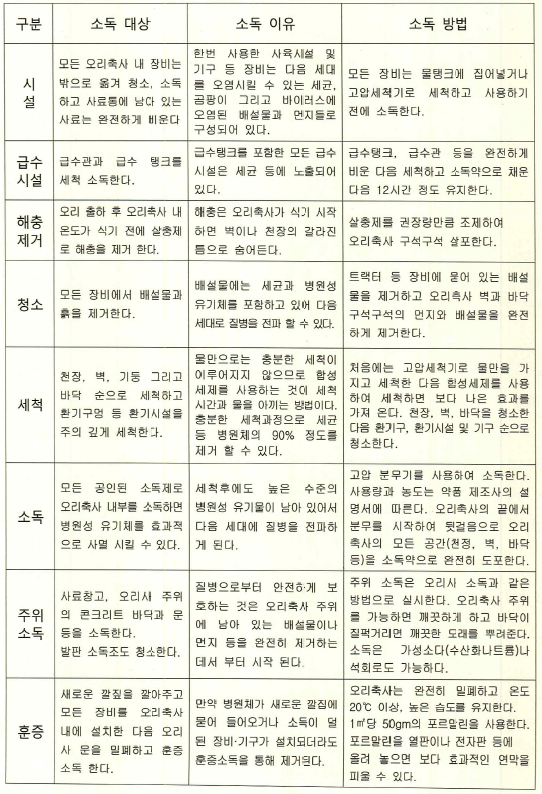 구분
소독 대상
소독 이유
소독 방법
시
설
모든 오리축사 내 장비는
밖으로 옮겨 청소, 소독
하고 사료통에 남아 있는
사료는 완전하게 비운다
한번 사용한 사육시설 및
기구 등 장비는 다음 세대
를 오염시킬 수 있는 세균,
곰팡이 그리고 바이러스에
오염된 배설물과 먼지들로
구성되어 있다.
모든 장비는 물탱크에 집어넣거나
고압세척기로 세척하고 사용하기
전에 소독한다.
급수
시설
급수관과 급수 탱크를
세척 소독한다.
급수탱크를 포함한 모든 급수
시설은 세균 등에 노출되어
있다.
급수탱크, 급수관 등을 완전하게
비운 다음 세척하고 소독약으로 채운
다음 12시간 정도 유지한다.
해충
제거
오리 출하 후 오리축사 내
온도가 식기 전에 살충제
로 해충을 제거 한다.
해충은 오리축사가 식기 시작
하면 벽이나 천장의 갈라진
틈으로 숨어든다.
살충제를 권장량만큼 조제하여
오리축사 구석구석 살포한다.
청소
모든 장비에서 배설물과
흙을 제거한다.
배설물에는 세균과 병원성
유기체를 포함하고 있어 다음
세대로 질병을 전파 할 수 있다.
트랙터 등 장비에 묻어 있는 배설
물을 제거하고 오리축사 벽과 바닥
구석구석의 먼지와 배설물을 완전
하게 제거한다.
세척
천장, 벽, 기둥 그리고
바닥 순으로 세척하고
환기구멍 등 환기시설을
주의 깊게 세척한다.
물만으로는 충분한 세척이
이루어지지 않으므로 합성
세제를 사용하는 것이 세척
시간과 물을 아끼는 방법이다.
충분한 세척과정으로 세균
등 병원체의 90% 정도를
제거 할 수 있다.
처음에는 고압세척기로 물만을 가
지고 세척한 다음 합성세제를 사용
하여 세척하면 보다 나은 효과를
가져 온다. 천장, 벽, 바닥을 청소한
다음 환기구, 환기시설 및 기구 순으로
청소한다.
소독
모든 공인된 소독제로
오리축사 내부를 소독하면
병원성 유기체를 효과적
으로 사멸 시킬 수 있다.
세척후에도 높은 수준의
병원성 유기물이 남아 있어서
다음 세대에 질병을 전파하
게 된다.
고압 분무기를 사용하여 소독한다.
사용량과 농도는 약품 제조사의 설
명서에 따른다. 오리축사의 끝에서
분무를 시작하여 뒷걸음으로 오리
축사의 모든 공간(천정, 벽, 바닥
등)을 소독약으로 완전히 도포한다.
주위
소독
사료창고, 오리사 주위
의 콘크리트 바닥과 문
등을 소독한다.
발판 소독조도 청소한다.
질병으로부터 안전하게 보
호하는 것은 오리축사 주위
에 남아 있는 배설물이나
먼지 등을 완전히 제거하는
데서 부터 시작 된다.
주위 소독은 오리사 소독과 같은
방법으로 실시한다. 오리축사 주위
를 가능하면 깨끗하게 하고 바닥이
질퍽거리면 깨끗한 모래를 뿌려준다.
소독은 가성소다(수산화나트륨)나
석회로도 가능하다.
훈증
새로운 깔짚을 깔아주고
모든 장비를 오리축사
내에 설치한 다음 오리
사 문을 밀폐하고 훈증
소독 한다.
만약 병원체가 새로운 깔짚에
묻어 들어오거나 소독이 덜
된 장비·기구가 설치되더라도
훈증소독을 통해 제거된다.
오리축사는 완전히 밀폐하고 온도
20℃ 이상, 높은 습도를 유지한다.
1㎥당 50gm의 포르말린을 사용한다.
포르말린을 열판이나 전자판 등에
올려 놓으면 보다 효과적인 연막을
피울 수 있다.